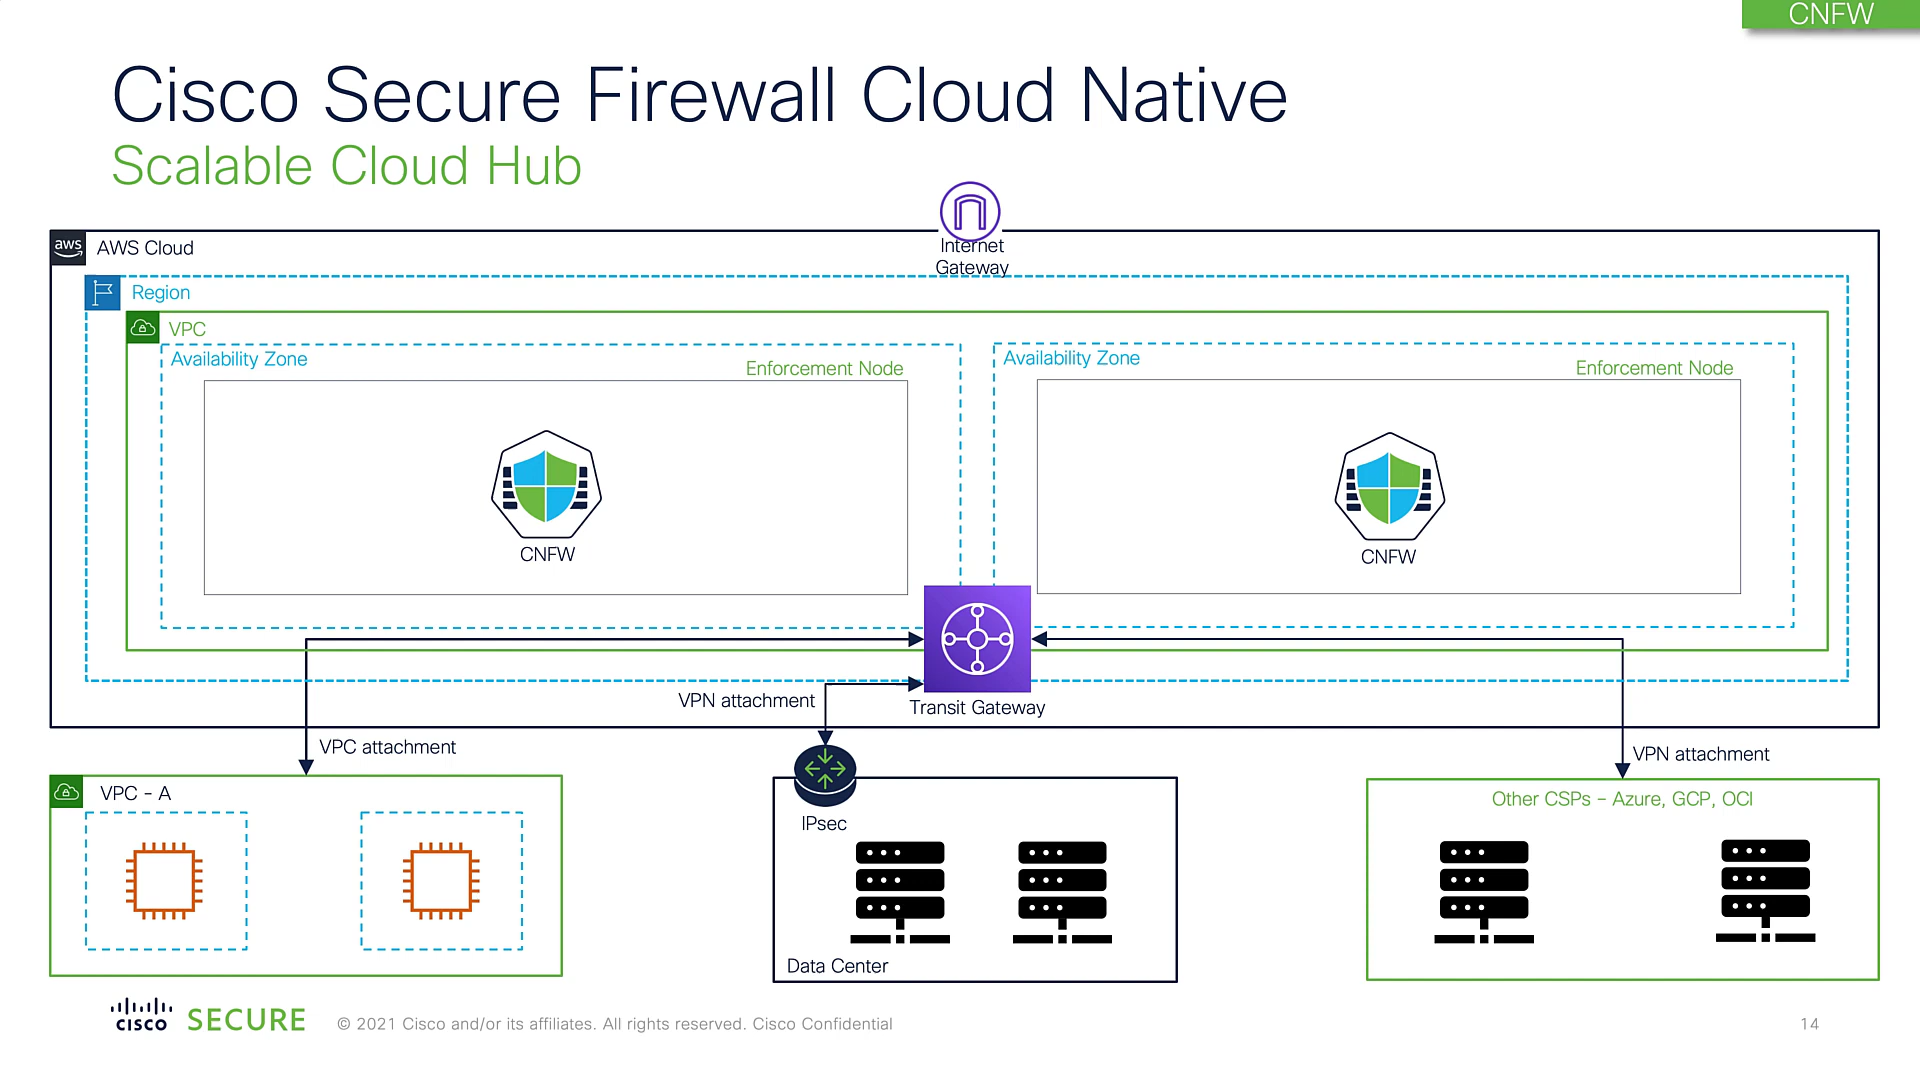 CNFW
Cisco Secure Firewall Cloud Native
Scalable Cloud Hub
Internet
Gateway
aws
AWS Cloud
Region
VPC
Availability Zone
Enforcement Node
Availability Zone
Enforcement Node
CNFW
CNFW
VPN attachment
Transit Gateway
VPC attachment
VPN attachment
VPC - A
IPsec
Data Center
Other CSPs – Azure, GCP, OCI
cisco SECURE
© 2021 Cisco and/or its affiliates. All rights reserved. Cisco Confidential
14